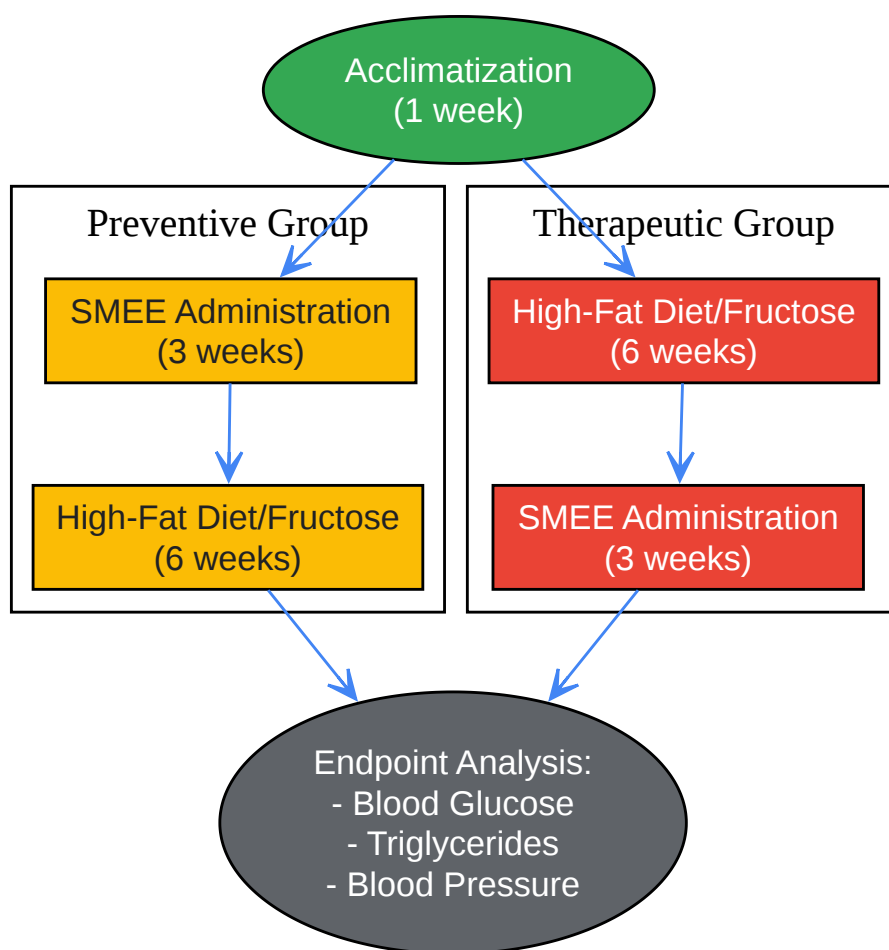 Acclimatization
(1 week)
Preventive Group
SMEE Administration
(3 weeks)
High-Fat Diet/Fructose
(6 weeks)
Therapeutic Group
High-Fat Diet/Fructose
(6 weeks)
SMEE Administration
(3 weeks)
Endpoint Analysis:
- Blood Glucose
- Triglycerides
- Blood Pressure